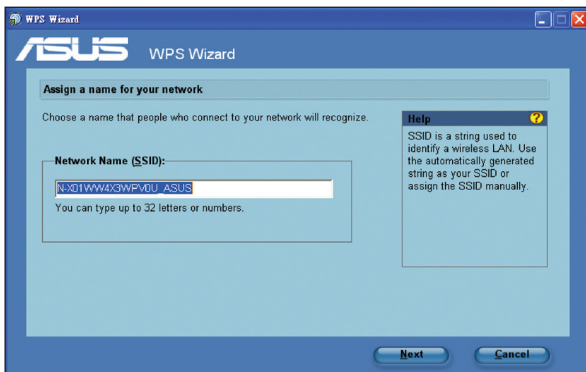 WPS Wizard
ASUS WPS Wizard
Assign a name for your network
Choose a name that people who connect to your network will recognize.
Network Name (SSID):
N-X01WW4X3WPV0U_ASUS
You can type up to 32 letters or numbers.
Help
SSID is a string used to
identify a wireless LAN. Use
the automatically generated
string as your SSID or
assign the SSID manually.
Next Cancel